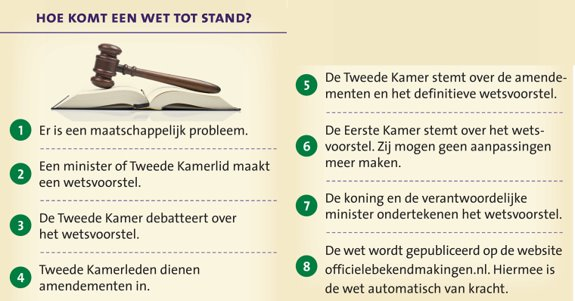 HOE KOMT EEN WET TOT STAND?
1 Er is een maatschappelijk probleem.
2 Een minister of Tweede Kamerlid maakt
een wetsvoorstel.
3 De Tweede Kamer debatteert over
het wetsvoorstel.
4 Tweede Kamerleden dienen
amendementen in.
5 De Tweede Kamer stemt over de amende-
menten en het definitieve wetsvoorstel.
6 De Eerste Kamer stemt over het wets-
voorstel. Zij mogen geen aanpassingen
meer maken.
7 De koning en de verantwoordelijke
minister ondertekenen het wetsvoorstel.
8 De wet wordt gepubliceerd op de website
officielebekendmakingen.nl. Hiermee is
de wet automatisch van kracht.